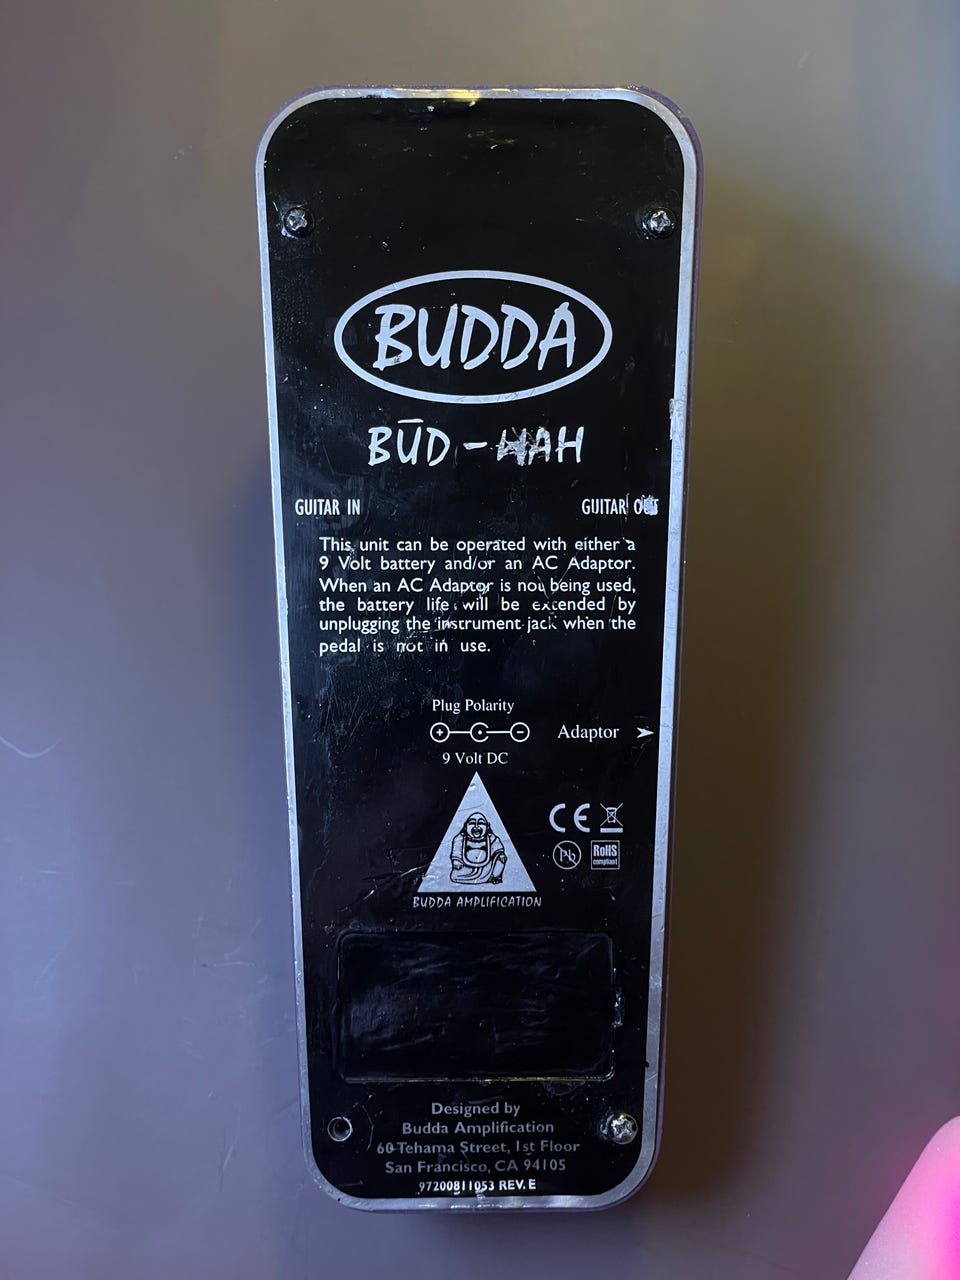 BUDDA
BŪD - WAH
GUITAR IN
GUITAR OUT
This unit can be operated with either a
9 Volt battery and/or an AC Adaptor.
When an AC Adaptor is not being used,
the battery life will be extended by
unplugging the instrument jack when the
pedal is not in use.
Plug Polarity
+ -
Adaptor
9 Volt DC
CE
Pb
RoHS
compliant
BUDDA AMPLIFICATION
Designed by
Budda Amplification
60 Tehama Street, 1st Floor
San Francisco, CA 94105
97200811053 REV. E